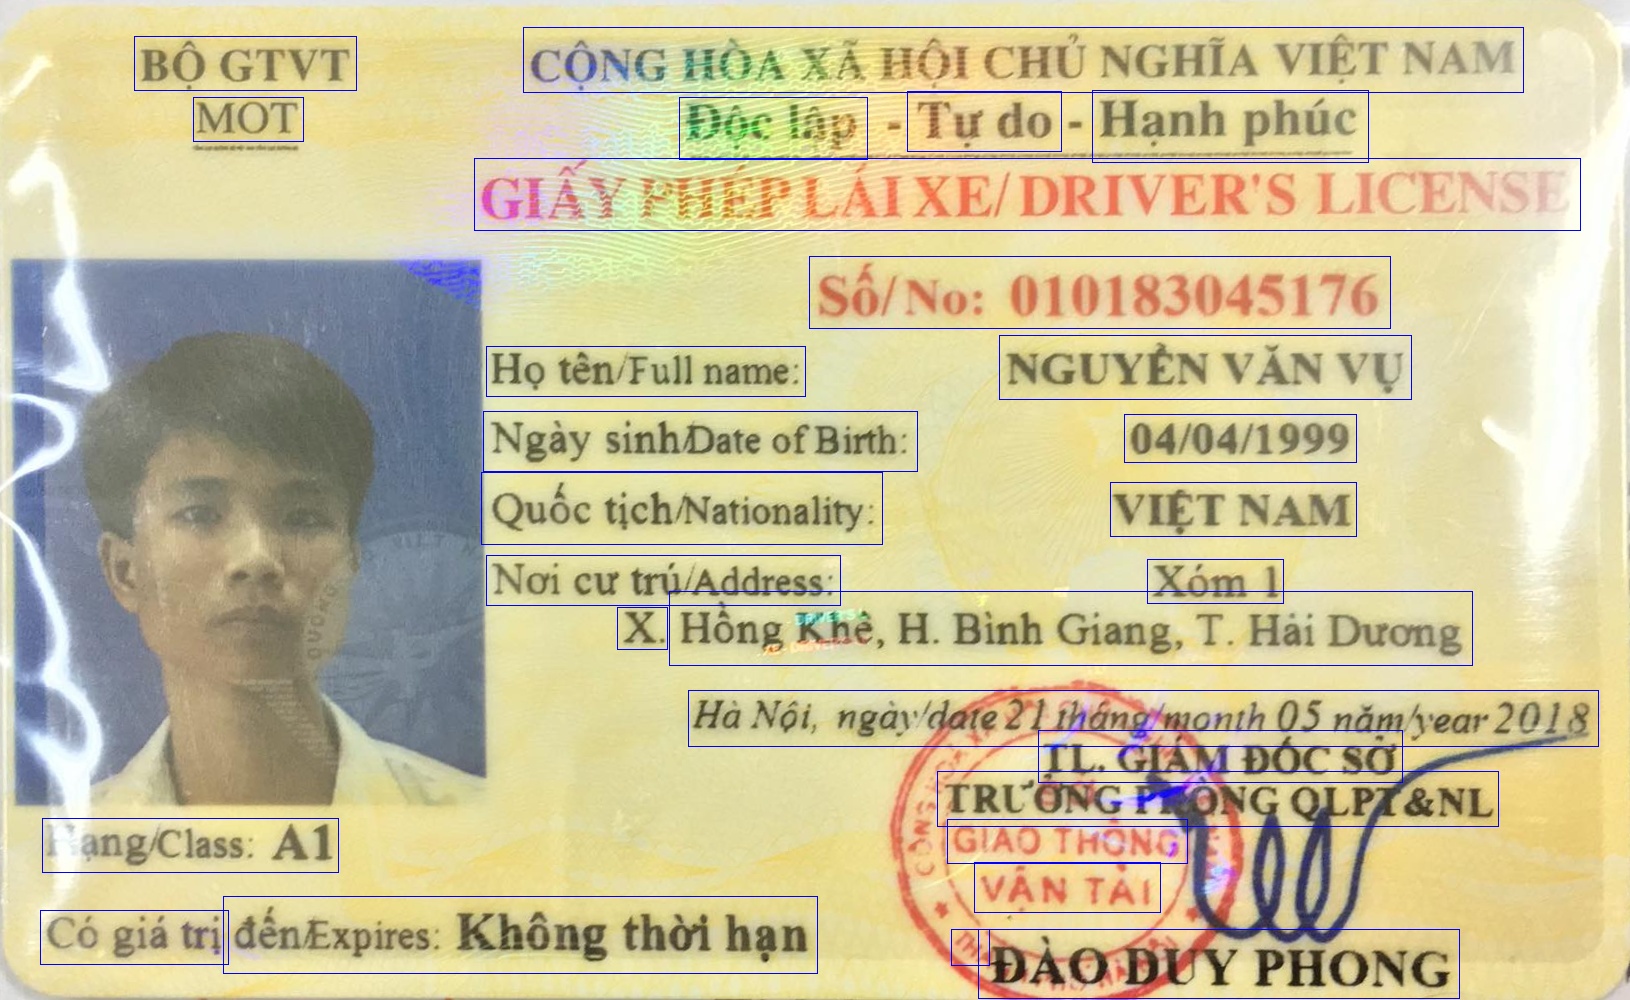 BỘ GTVT
MOT
CỘNG HÒA XÃ HỘI CHỦ NGHĨA VIỆT NAM
Độc lập - Tự do - Hạnh phúc
GIẤY PHÉP LÁI XE/ DRIVER'S LICENSE
Số/ No: 010183045176
Họ tên/Full name: NGUYỄN VĂN VỤ
Ngày sinh/Date of Birth: 04/04/1999
Quốc tịch/Nationality: VIỆT NAM
Nơi cư trú/Address: Xóm 1
X. Hồng Khê, H. Bình Giang, T. Hải Dương
Hà Nội, ngày/date 21 tháng/month 05 năm/year 2018
TL. GIÁM ĐỐC SỞ
TRƯỞNG PHÒNG QLPT&NL
GIAO THÔNG
VẬN TẢI
ĐÀO DUY PHONG
Hạng/Class: A1
Có giá trị đến/Expires: Không thời hạn